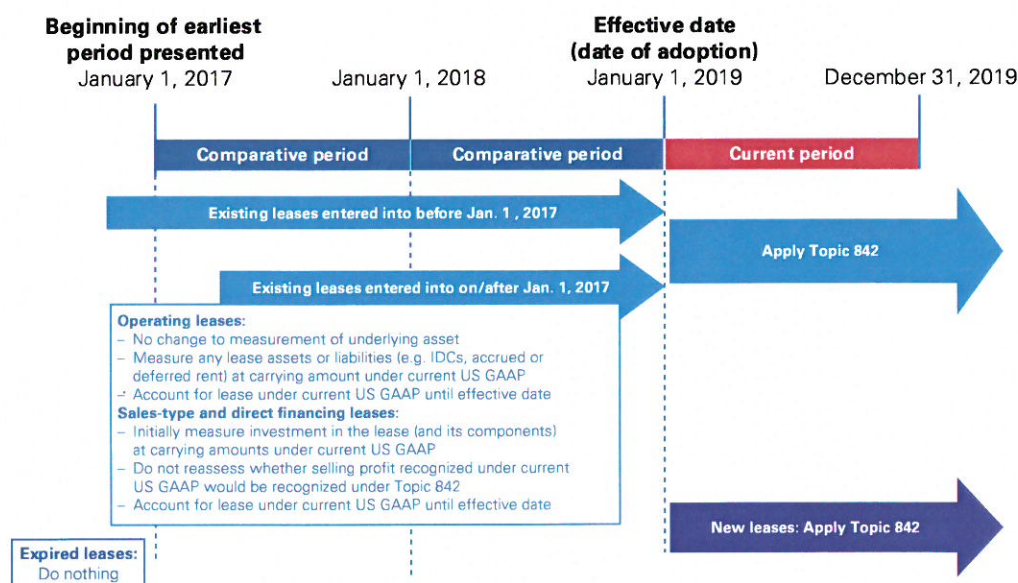 Beginning of earliest
period presented
January 1, 2017
January 1, 2018
Effective date
(date of adoption)
January 1, 2019
December 31, 2019
Comparative period
Comparative period
Current period
Existing leases entered into before Jan. 1 , 2017
Apply Topic 842
Existing leases entered into on/after Jan. 1, 2017
Operating leases:
– No change to measurement of underlying asset
– Measure any lease assets or liabilities (e.g. IDCs, accrued or
deferred rent) at carrying amount under current US GAAP
– Account for lease under current US GAAP until effective date
Sales-type and direct financing leases:
– Initially measure investment in the lease (and its components)
at carrying amounts under current US GAAP
– Do not reassess whether selling profit recognized under current
US GAAP would be recognized under Topic 842
– Account for lease under current US GAAP until effective date
New leases: Apply Topic 842
Expired leases:
Do nothing